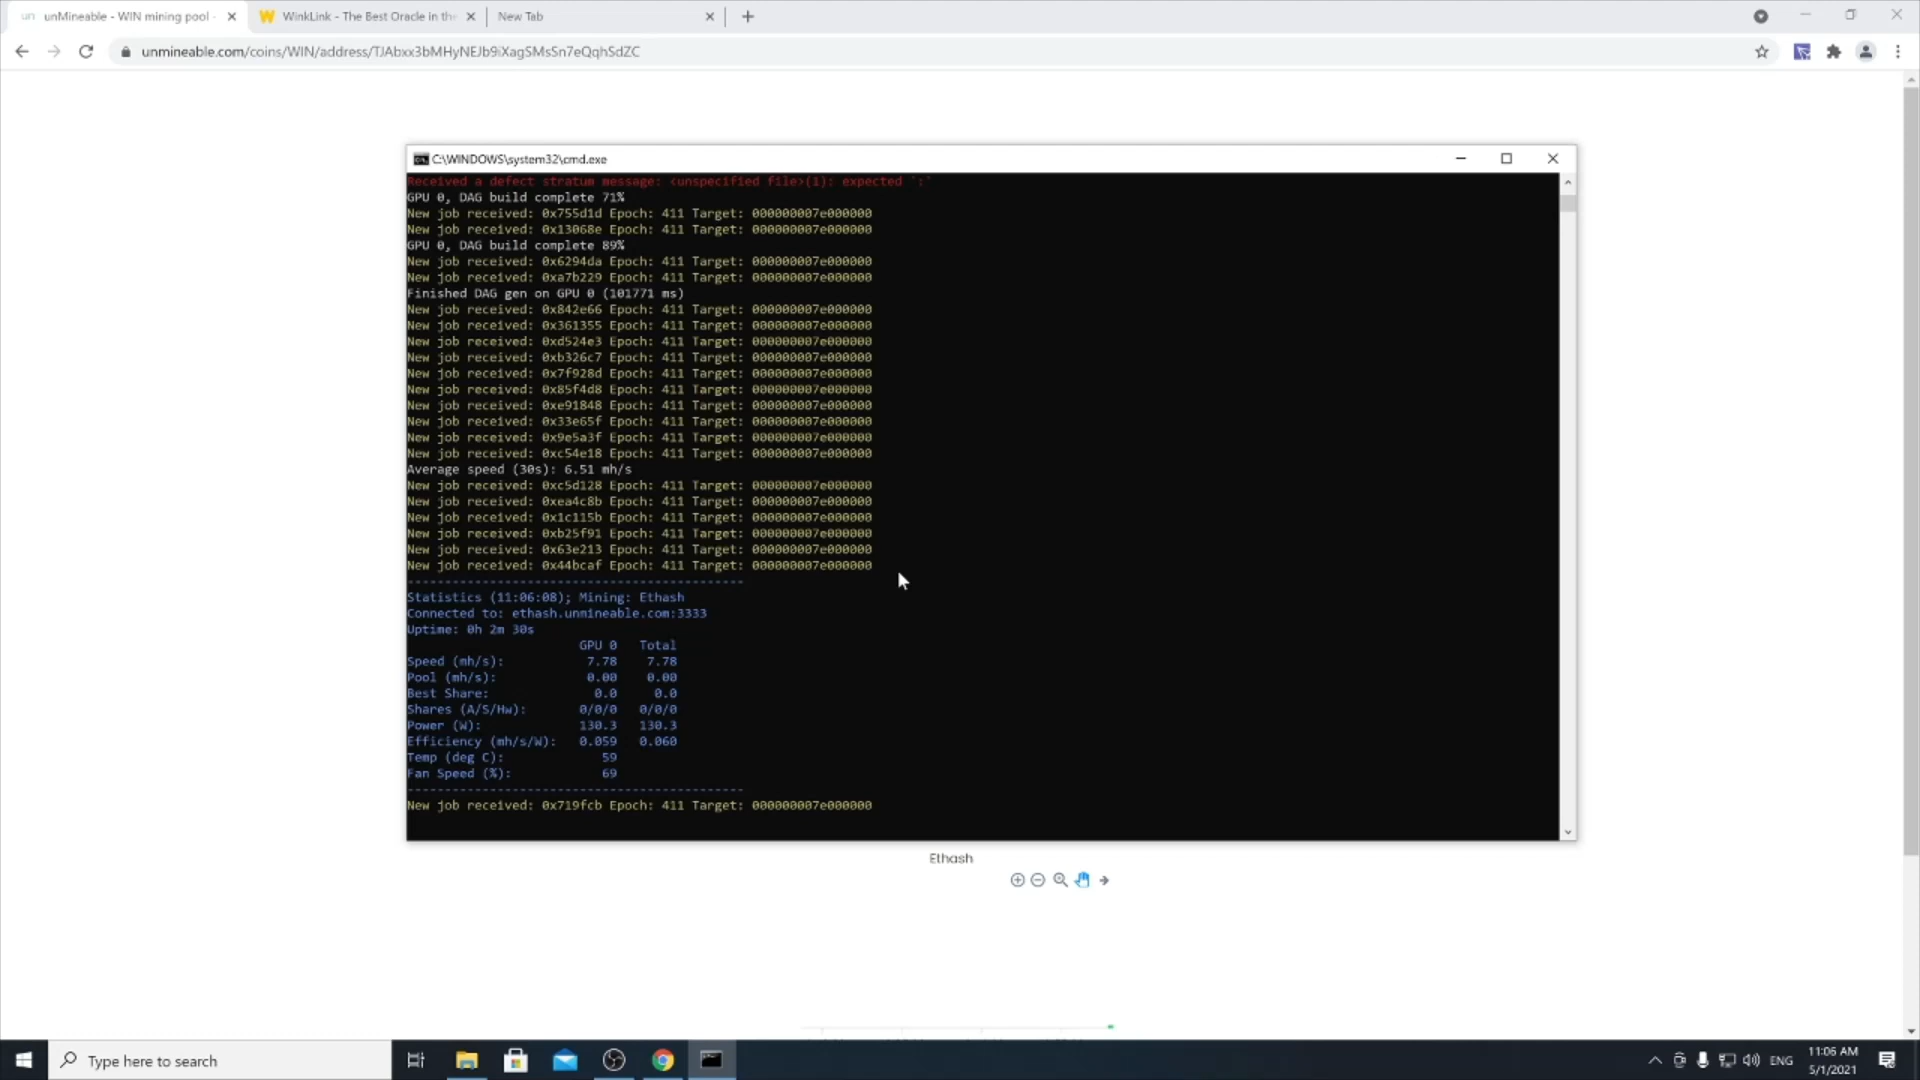 unMineable - WIN mining pool
WinkLink - The Best Oracle in the
New Tab
unmineable.com/coins/WIN/address/TJAbxx3bMHyNEJb9iXagSMsSn7eQqhSdZC
C:\WINDOWS\system32\cmd.exe
Received a defect stratum message: <unspecified file>(1): expected ':'
GPU 0, DAG build complete 71%
New job received: 0x755d1d Epoch: 411 Target: 000000007e000000
New job received: 0x13068e Epoch: 411 Target: 000000007e000000
GPU 0, DAG build complete 89%
New job received: 0x6294da Epoch: 411 Target: 000000007e000000
New job received: 0xa7b229 Epoch: 411 Target: 000000007e000000
Finished DAG gen on GPU 0 (101771 ms)
New job received: 0x842e66 Epoch: 411 Target: 000000007e000000
New job received: 0x361355 Epoch: 411 Target: 000000007e000000
New job received: 0xd524e3 Epoch: 411 Target: 000000007e000000
New job received: 0xb326c7 Epoch: 411 Target: 000000007e000000
New job received: 0x7f928d Epoch: 411 Target: 000000007e000000
New job received: 0x85f4d8 Epoch: 411 Target: 000000007e000000
New job received: 0xe91848 Epoch: 411 Target: 000000007e000000
New job received: 0x33e65f Epoch: 411 Target: 000000007e000000
New job received: 0x9e5a3f Epoch: 411 Target: 000000007e000000
New job received: 0xc54e18 Epoch: 411 Target: 000000007e000000
Average speed (30s): 6.51 mh/s
New job received: 0xc5d128 Epoch: 411 Target: 000000007e000000
New job received: 0xea4c8b Epoch: 411 Target: 000000007e000000
New job received: 0x1c115b Epoch: 411 Target: 000000007e000000
New job received: 0xb25f91 Epoch: 411 Target: 000000007e000000
New job received: 0x63e213 Epoch: 411 Target: 000000007e000000
New job received: 0x44bcaf Epoch: 411 Target: 000000007e000000
---------------------------------------------
Statistics (11:06:08); Mining: Ethash
Connected to: ethash.unmineable.com:3333
Uptime: 0h 2m 30s
GPU 0 Total
Speed (mh/s): 7.78 7.78
Pool (mh/s): 0.00 0.00
Best Share: 0.0 0.0
Shares (A/S/Hw): 0/0/0 0/0/0
Power (W): 130.3 130.3
Efficiency (mh/s/W): 0.059 0.060
Temp (deg C): 59
Fan Speed (%): 69
---------------------------------------------
New job received: 0x719fcb Epoch: 411 Target: 000000007e000000
Ethash
Type here to search
ENG
11:06 AM
5/1/2021